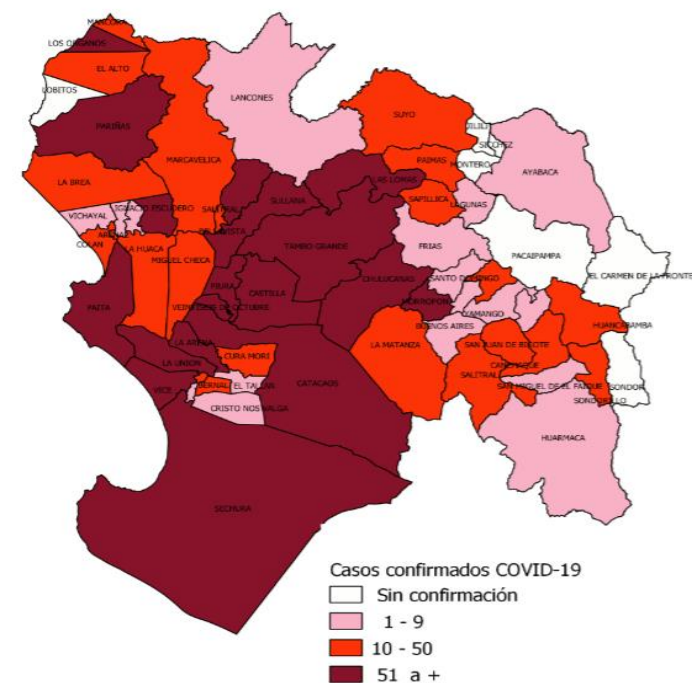 MANCORA
LOS ORGANOS
EL ALTO
LOBITOS
LANCONES
PARIÑAS
SUYO
JILILI
SICCHEZ
MARCAVELICA
PAIMAS
MONTERO
AYABACA
LAS LOMAS
LA BREA
SULLANA
SAPILLICA
LAGUNAS
IGNACIO ESCUDERO
SALITRAL
VICHAYAL
ARENAL
COLAN
LA HUACA
MIGUEL CHECA
TAMBO GRANDE
FRIAS
PACAIPAMPA
EL CARMEN DE LA FRONTE
CHULUCANAS
SANTO DOMINGO
PIURA
CASTILLA
PAITA
MORROPON
YAMANGO
BUENOS AIRES
HUANCABAMBA
LA ARENA
LA MATANZA
SAN JUAN DE BIGOTE
CURA MORI
LA UNION
CANCHAQUE
SALITRAL
SONDOR
VICE
BERNAL
EL TALLAN
CATACAOS
SAN MIGUEL DE EL FAIQUE
SONDORILLO
CRISTO NOS VALGA
HUARMACA
SECHURA
Casos confirmados COVID-19
Sin confirmación
1 - 9
10 - 50
51 a +